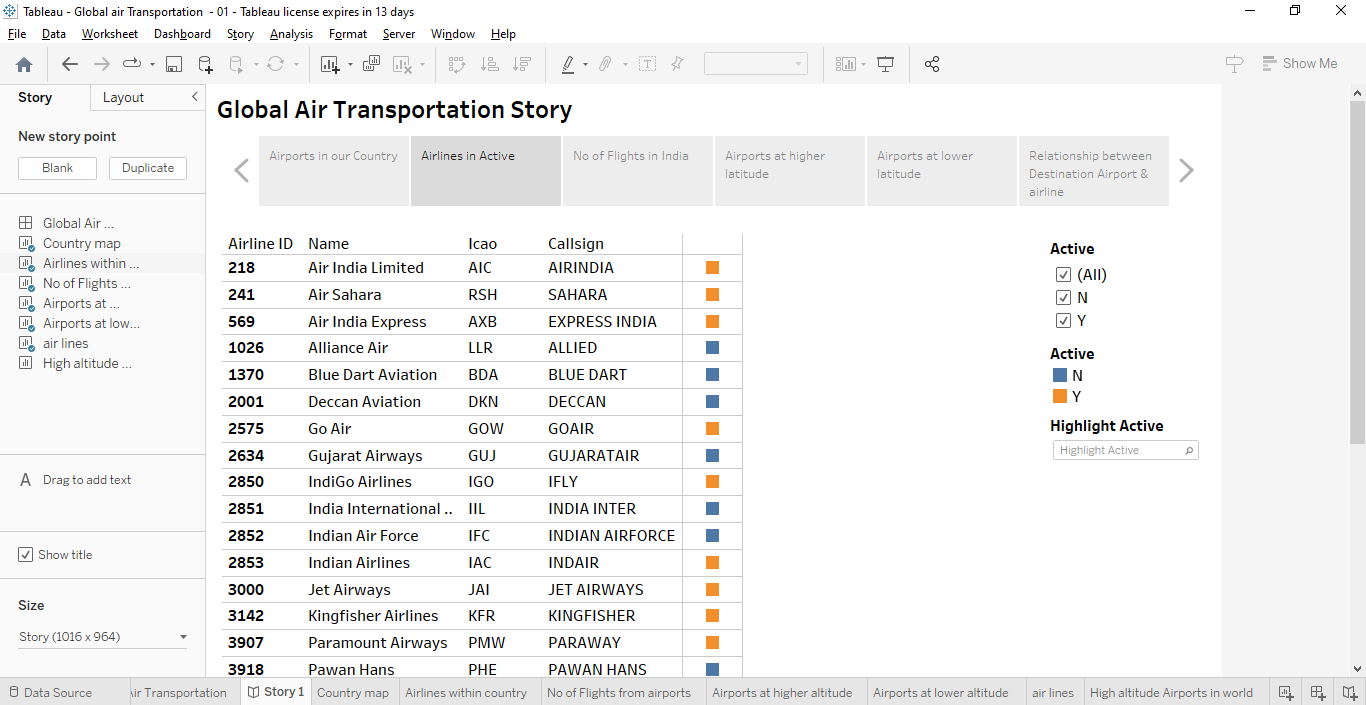 Tableau - Global air Transportation - 01 - Tableau license expires in 13 days
File Data Worksheet Dashboard Story Analysis Format Server Window Help
Show Me
Story Layout
New story point
Blank Duplicate
Global Air ...
Country map
Airlines within ...
No of Flights ...
Airports at ...
Airports at low...
air lines
High altitude ...
A Drag to add text
Show title
Size
Story (1016 x 964)
Global Air Transportation Story
Airports in our Country
Airlines in Active
No of Flights in India
Airports at higher
latitude
Airports at lower
latitude
Relationship between
Destination Airport &
airline
Airline ID Name Icao Callsign
218 Air India Limited AIC AIRINDIA
241 Air Sahara RSH SAHARA
569 Air India Express AXB EXPRESS INDIA
1026 Alliance Air LLR ALLIED
1370 Blue Dart Aviation BDA BLUE DART
2001 Deccan Aviation DKN DECCAN
2575 Go Air GOW GOAIR
2634 Gujarat Airways GUJ GUJARATAIR
2850 IndiGo Airlines IGO IFLY
2851 India International .. IIL INDIA INTER
2852 Indian Air Force IFC INDIAN AIRFORCE
2853 Indian Airlines IAC INDAIR
3000 Jet Airways JAI JET AIRWAYS
3142 Kingfisher Airlines KFR KINGFISHER
3907 Paramount Airways PMW PARAWAY
3918 Pawan Hans PHE PAWAN HANS
Active
(All)
N
Y
Active
N
Y
Highlight Active
Highlight Active
Data Source Air Transportation Story 1 Country map Airlines within country No of Flights from airports Airports at higher altitude Airports at lower altitude air lines High altitude Airports in world